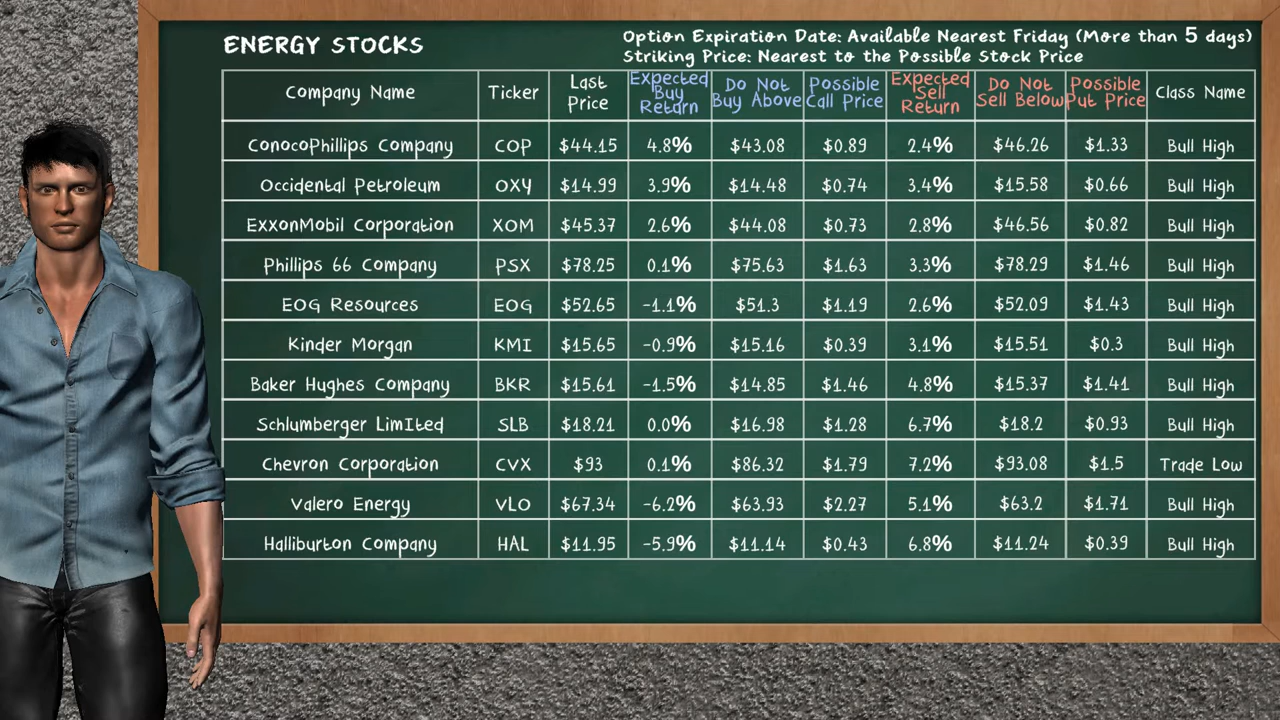 ENERGY STOCKS
Option Expiration Date: Available Nearest Friday (More than 5 days)
Striking Price: Nearest to the Possible Stock Price
Company Name Ticker Last Price Expected Buy Return Do Not Buy Above Possible Call Price Expected Sell Return Do Not Sell Below Possible Put Price Class Name
ConocoPhillips Company COP $44.15 4.8% $43.08 $0.89 2.4% $46.26 $1.33 Bull High
Occidental Petroleum OXY $14.99 3.9% $14.48 $0.74 3.4% $15.58 $0.66 Bull High
ExxonMobil Corporation XOM $45.37 2.6% $44.08 $0.73 2.8% $46.56 $0.82 Bull High
Phillips 66 Company PSX $78.25 0.1% $75.63 $1.63 3.3% $78.29 $1.46 Bull High
EOG Resources EOG $52.65 -1.1% $51.3 $1.19 2.6% $52.09 $1.43 Bull High
Kinder Morgan KMI $15.65 -0.9% $15.16 $0.39 3.1% $15.51 $0.3 Bull High
Baker Hughes Company BKR $15.61 -1.5% $14.85 $1.46 4.8% $15.37 $1.41 Bull High
Schlumberger LimIted SLB $18.21 0.0% $16.98 $1.28 6.7% $18.2 $0.93 Bull High
Chevron Corporation CVX $93 0.1% $86.32 $1.79 7.2% $93.08 $1.5 Trade Low
Valero Energy VLO $67.34 -6.2% $63.93 $2.27 5.1% $63.2 $1.71 Bull High
Halliburton Company HAL $11.95 -5.9% $11.14 $0.43 6.8% $11.24 $0.39 Bull High